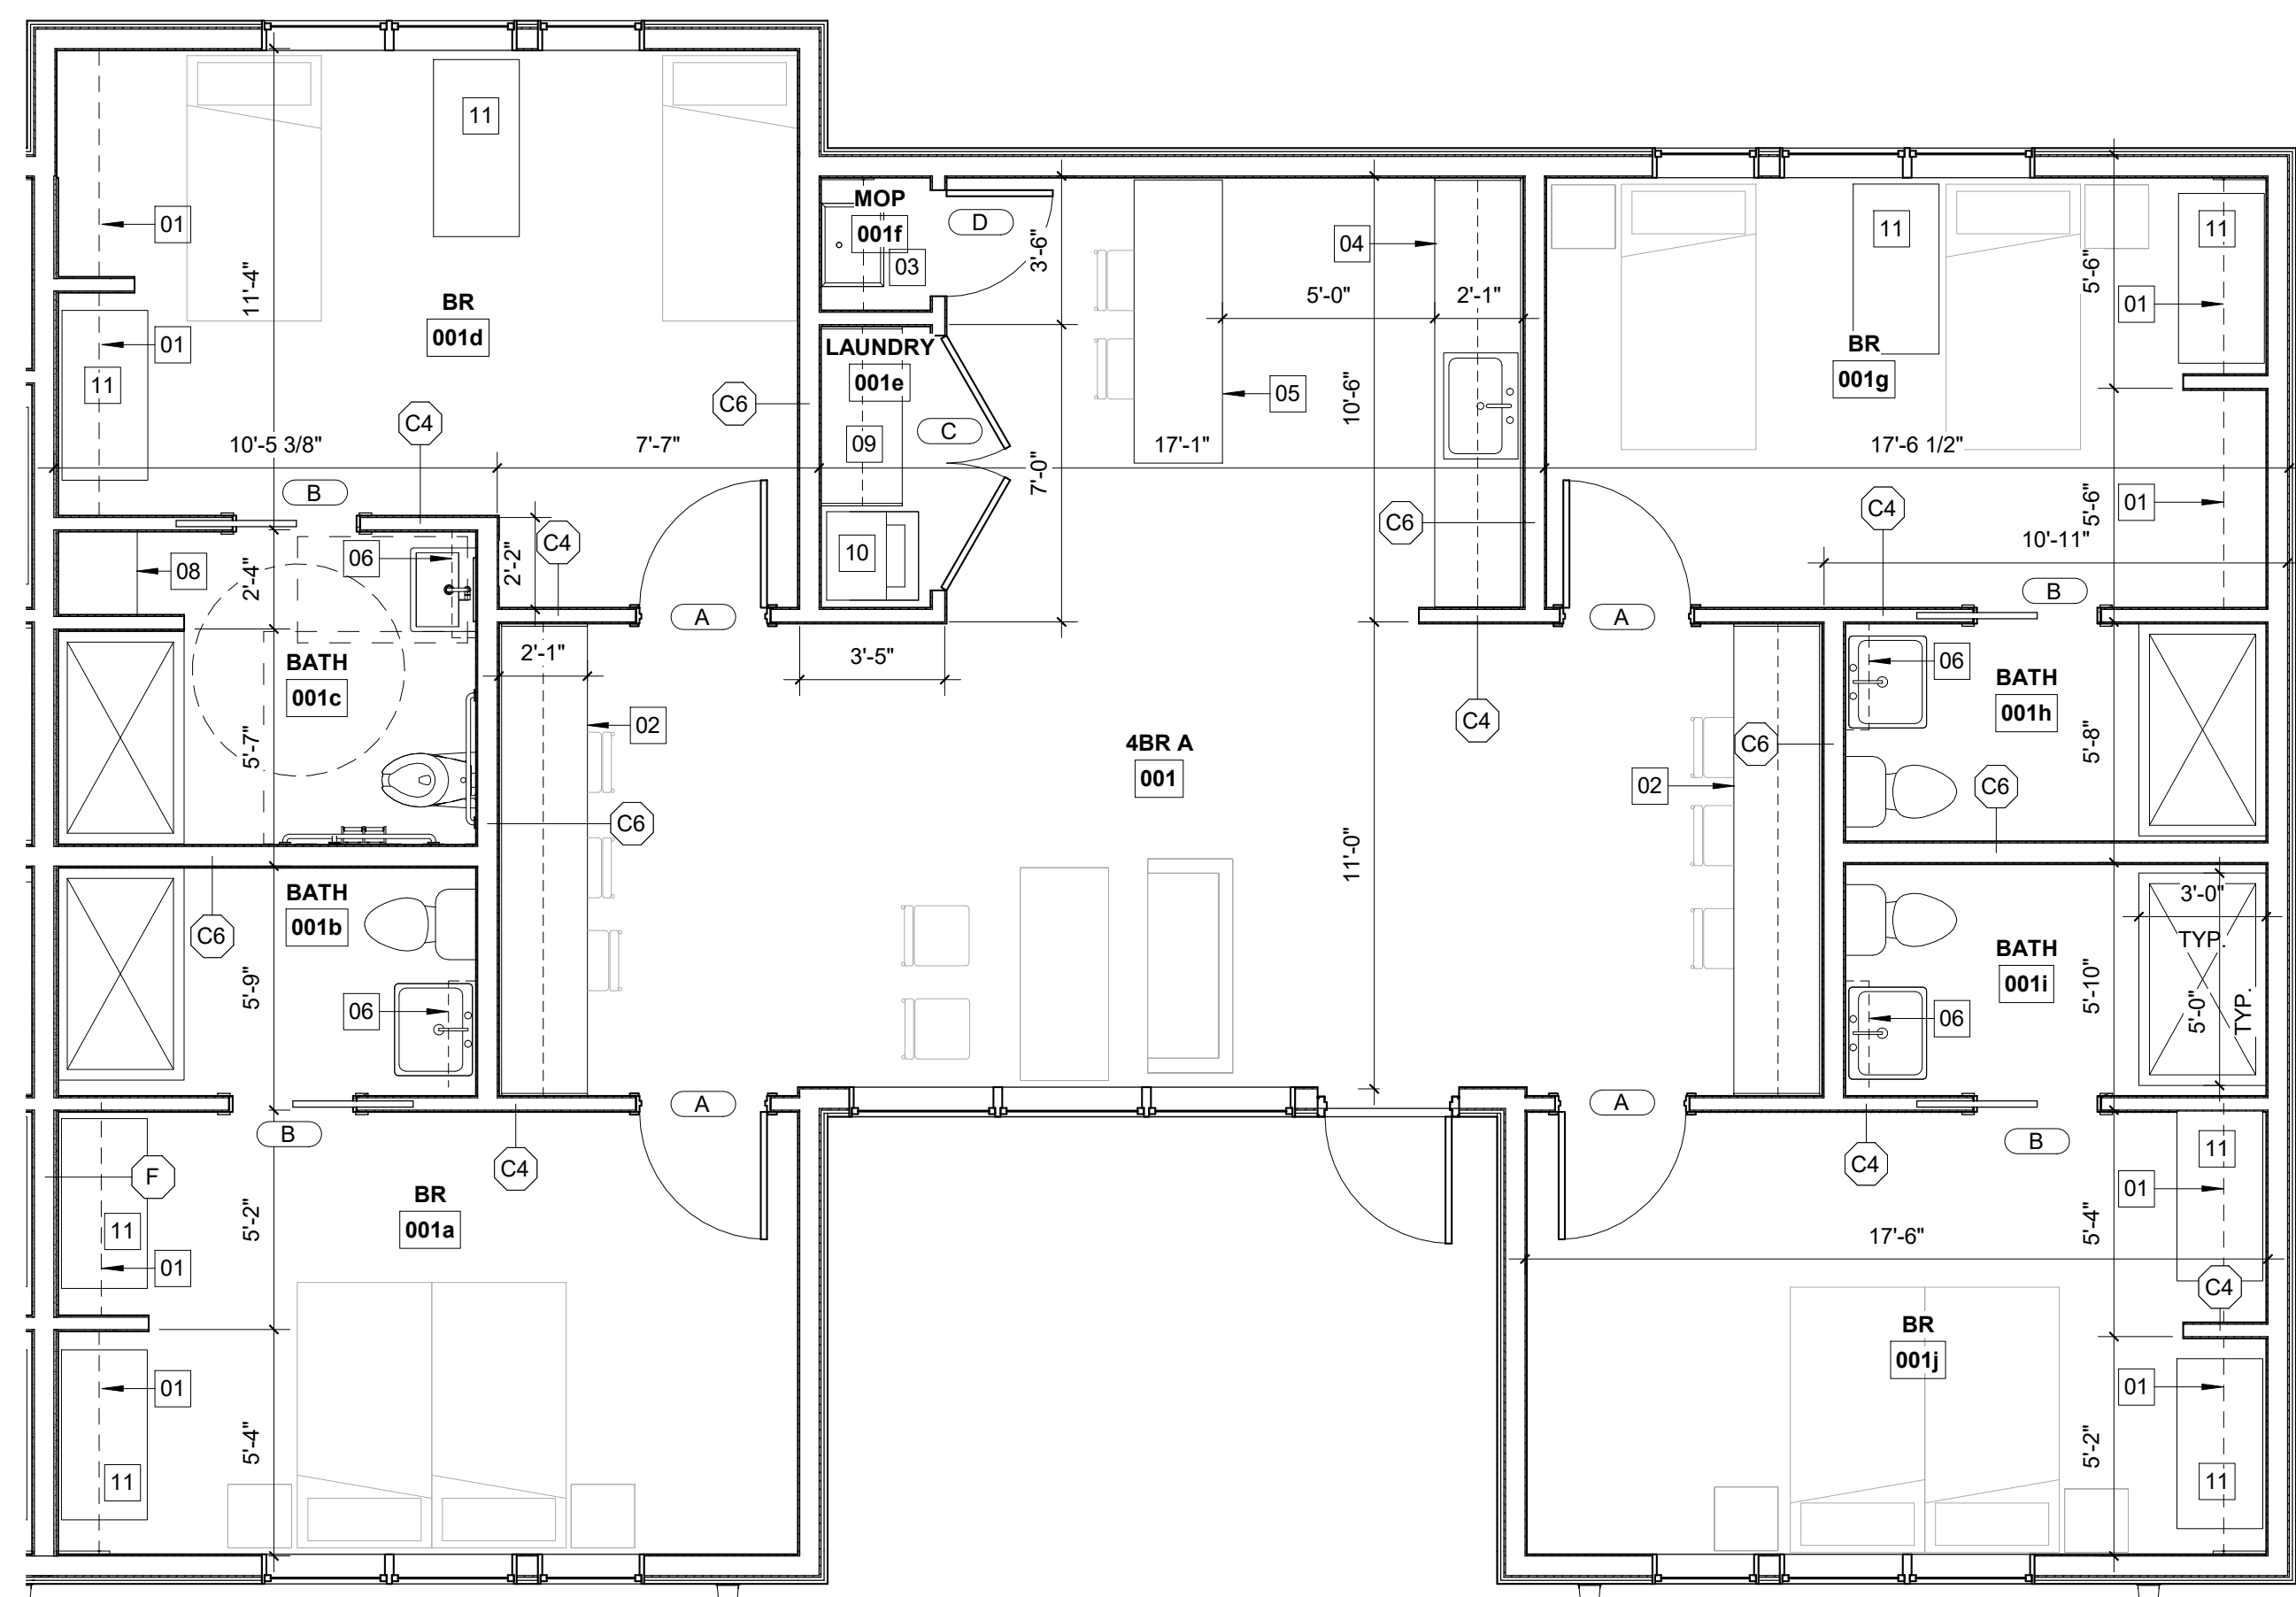 11
01
11'-4"
BR
001d
01
11
C4
C6
10'-5 3/8"
7'-7"
B
MOP
001f
03
D
3'-6"
LAUNDRY
001e
09
C
7'-0"
10
04
5'-0"
2'-1"
10'-6"
05
17'-1"
C6
11
11
5'-6"
01
BR
001g
17'-6 1/2"
01
5'-6"
C4
10'-11"
B
06
08
2'-4"
2'-2"
C4
A
A
BATH
001c
5'-7"
2'-1"
02
3'-5"
C4
4BR A
001
C6
11'-0"
02
C6
06
BATH
001h
5'-8"
C6
BATH
001b
C6
5'-9"
06
3'-0"
TYP.
5'-0"
TYP.
BATH
001i
5'-10"
06
A
A
B
C4
C4
B
F
11
01
5'-2"
BR
001a
01
11
5'-4"
11
01
5'-4"
17'-6"
C4
BR
001j
01
5'-2"
11